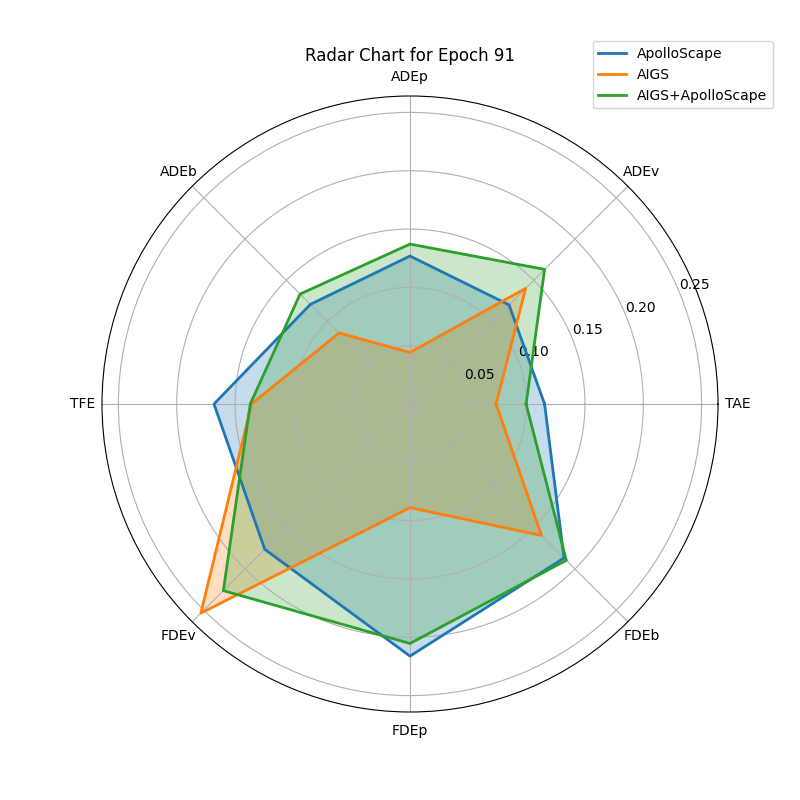 Radar Chart for Epoch 91
ApolloScape
AIGS
AIGS+ApolloScape
ADEp
ADEb
ADEv
0.25
0.20
0.15
0.10
0.05
TFE
TAE
FDEv
FDEb
FDEp